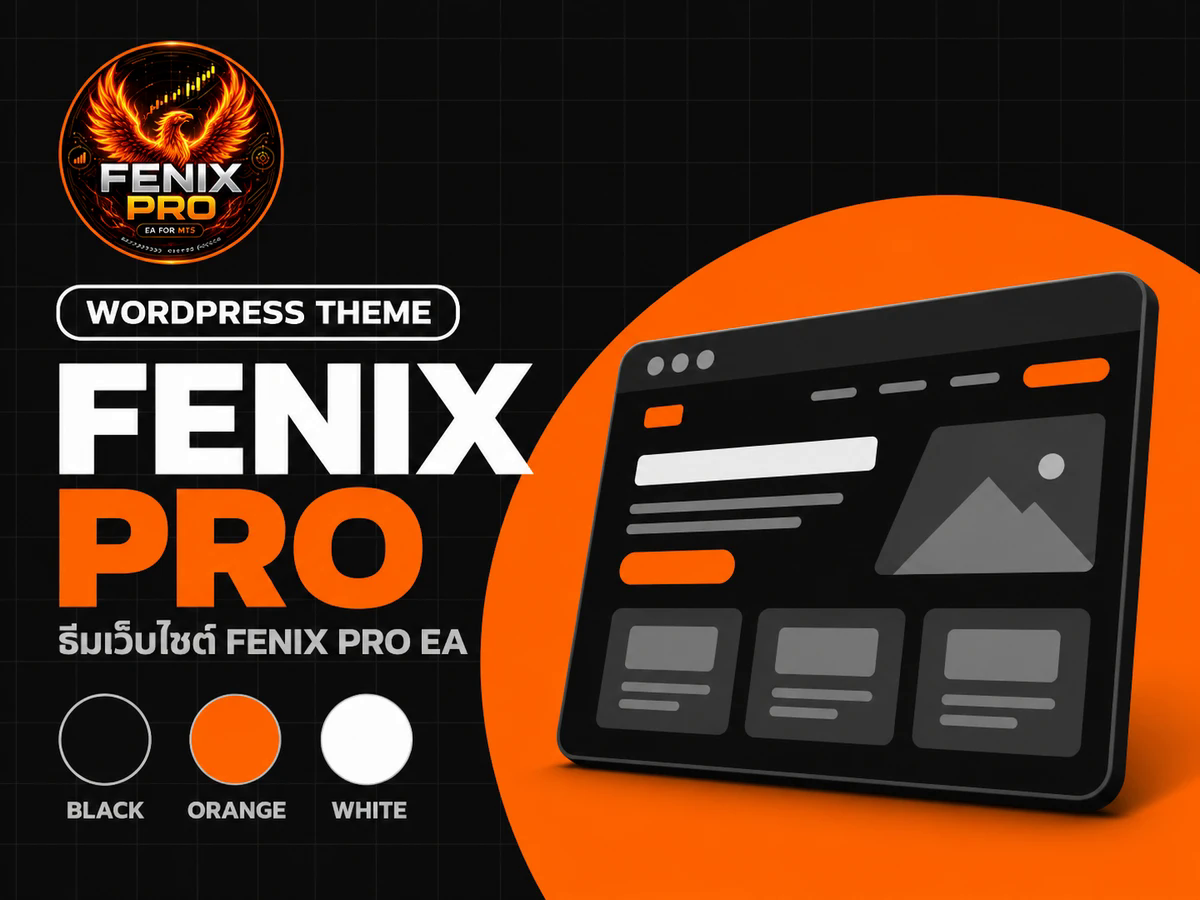 FENIX
PRO
EA FOR MT5
WORDPRESS THEME
FENIX
PRO
ธีมเว็บไซต์ FENIX PRO EA
BLACK
ORANGE
WHITE